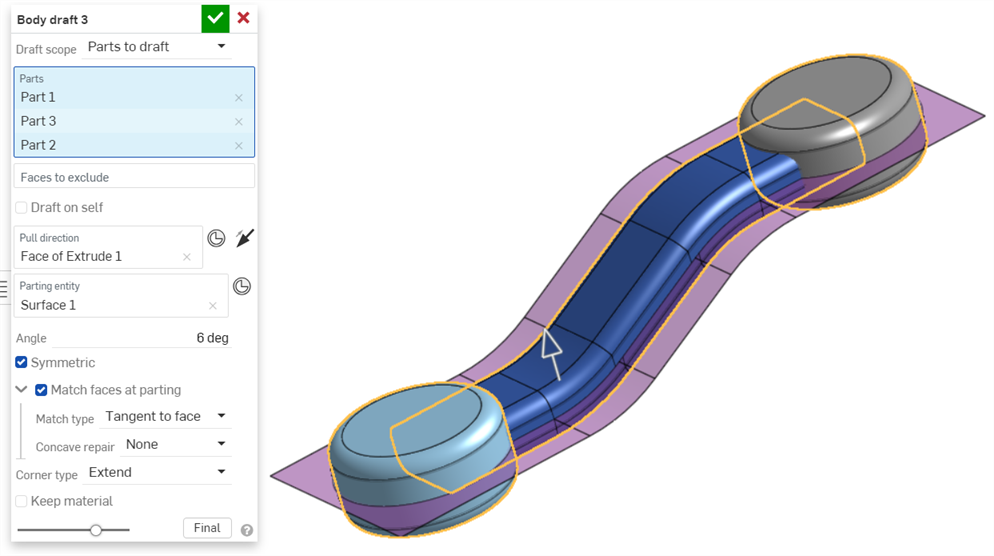 Body draft 3
Draft scope Parts to draft
Parts
Part 1
Part 3
Part 2
Faces to exclude
Draft on self
Pull direction
Face of Extrude 1
Parting entity
Surface 1
Angle 6 deg
Symmetric
Match faces at parting
Match type Tangent to face
Concave repair None
Corner type Extend
Keep material
Final